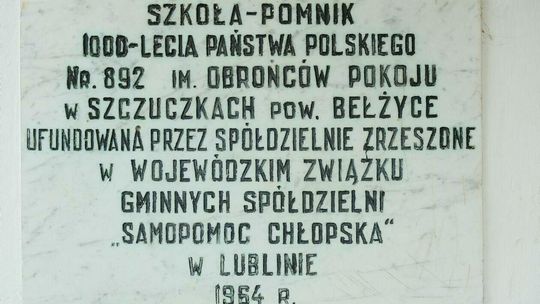 SZKOŁA-POMNIK
1000-LECIA PAŃSTWA POLSKIEGO
NR. 892 IM. OBROŃCÓW POKOJU
W SZCZUCZKACH POW. BEŁŻYCE
UFUNDOWANA PRZEZ SPÓŁDZIELNIE ZRZESZONE
W WOJEWÓDZKIM ZWIĄZKU
GMINNYCH SPÓŁDZIELNI
„SAMOPOMOC CHŁOPSKA"
W LUBLINIE
1964 R.